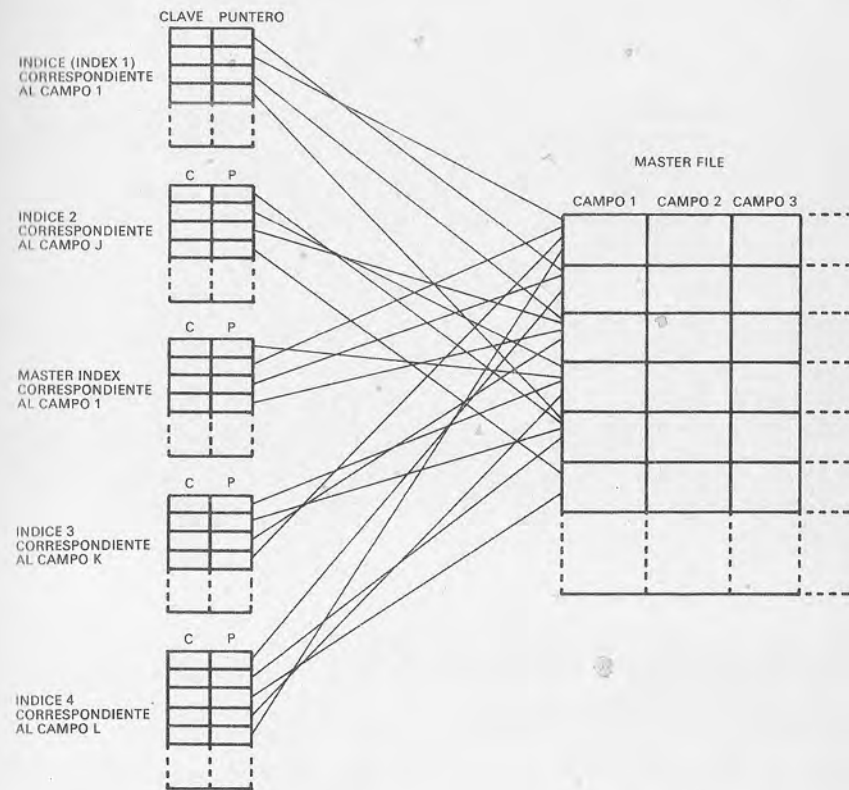 CLAVE PUNTERO
INDICE (INDEX 1)
CORRESPONDIENTE
AL CAMPO 1
C P
INDICE 2
CORRESPONDIENTE
AL CAMPO J
C P
MASTER INDEX
CORRESPONDIENTE
AL CAMPO 1
C P
INDICE 3
CORRESPONDIENTE
AL CAMPO K
C P
INDICE 4
CORRESPONDIENTE
AL CAMPO L
MASTER FILE
CAMPO 1 CAMPO 2 CAMPO 3